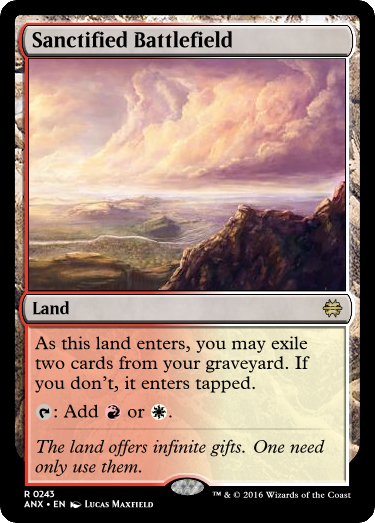 Sanctified Battlefield
Land
As this land enters, you may exile
two cards from your graveyard. If
you don't, it enters tapped.
: Add or .
The land offers infinite gifts. One need
only use them.
R 0243
ANX • EN Lucas Maxfield
™ & © 2016 Wizards of the Coast